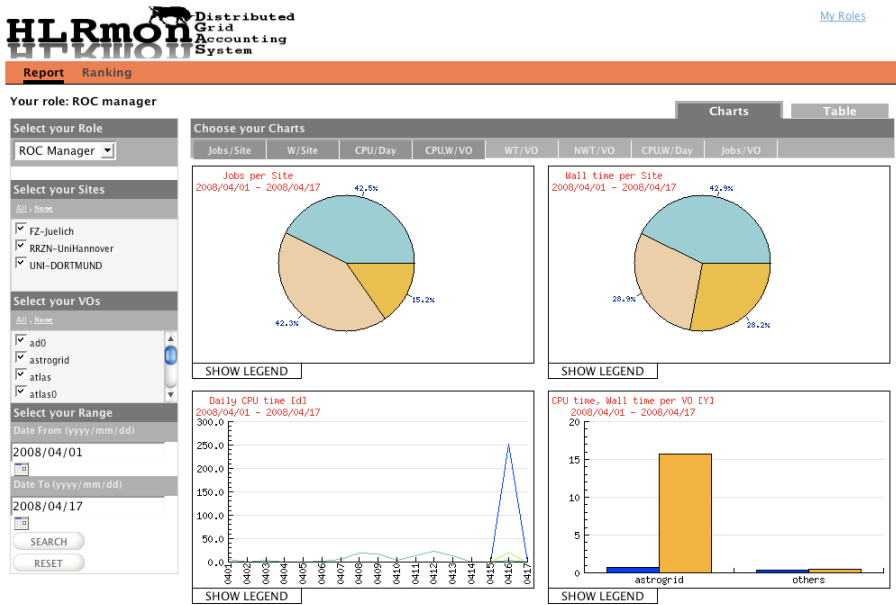 HLRmon
Distributed
Grid
Accounting
System
My Roles
Report Ranking
Your role: ROC manager
Charts Table
Select your Role
ROC Manager
Select your Sites
All . None
FZ-Juelich
RRZN-UniHannover
UNI-DORTMUND
Select your VOs
All . None
ad0
astrogrid
atlas
atlas0
Select your Range
Date From (yyyy/mm/dd)
2008/04/01
Date To (yyyy/mm/dd)
2008/04/17
SEARCH
RESET
Choose your Charts
Jobs/Site W/Site CPU/Day CPU,W/VO WT/VO NWT/VO CPU,W/Day Jobs/VO
Jobs per Site
2008/04/01 - 2008/04/17
42.5%
15.2%
42.3%
SHOW LEGEND
Wall time per Site
2008/04/01 - 2008/04/17
42.9%
28.9%
28.2%
SHOW LEGEND
Daily CPU time [d]
2008/04/01 - 2008/04/17
300.0
250.0
200.0
150.0
100.0
50.0
0.0
0401 0402 0403 0404 0405 0406 0407 0408 0409 0410 0411 0412 0413 0414 0415 0416 0417
SHOW LEGEND
CPU time, Wall time per VO [Y]
2008/04/01 - 2008/04/17
20
15
10
5
0
astrogrid others
SHOW LEGEND